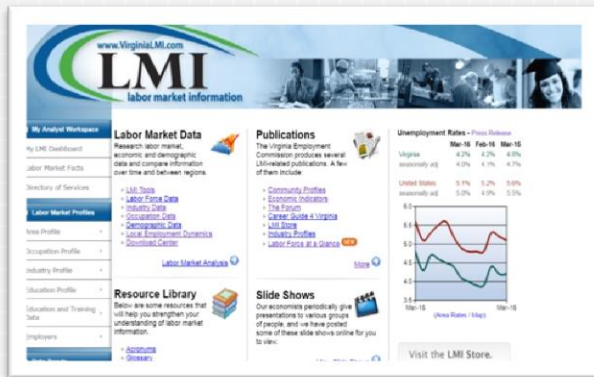 www.VirginiaLMI.com
LMI
labor market information
My Analyst Workspace
My LMI Dashboard
Labor Market Facts
Directory of Services
Labor Market Profiles
Area Profile
Occupation Profile
Industry Profile
Education Profile
Education and Training
Data
Employers
Labor Market Data
Research labor market,
economic and demographic
data and compare information
over time and between regions.
LMI Tools
Labor Force Data
Industry Data
Occupation Data
Demographic Data
Local Employment Dynamics
Download Center
Labor Market Analysis
Resource Library
Below are some resources that
will help you strengthen your
understanding of labor market
information.
Acronyms
Glossary
Publications
The Virginia Employment
Commission produces several
LMI-related publications. A few
of them include:
Community Profiles
Economic Indicators
The Forum
Career Guide 4 Virginia
LMI Store
Industry Profiles
Labor Force at a Glance NEW
More
Slide Shows
Our economists periodically give
presentations to various groups
of people, and we have posted
some of these slide shows online for you
to view.
Unemployment Rates - Press Release
Mar-16 Feb-16 Mar-15
Virginia 4.2% 4.2% 4.8%
seasonally adj 4.0% 4.1% 4.7%
United States 5.1% 5.2% 5.6%
seasonally adj 5.0% 4.9% 5.5%
6.0
5.5
5.0
4.5
4.0
3.5
Mar-15 Mar-16
(Area Rates / Map)
Visit the LMI Store.